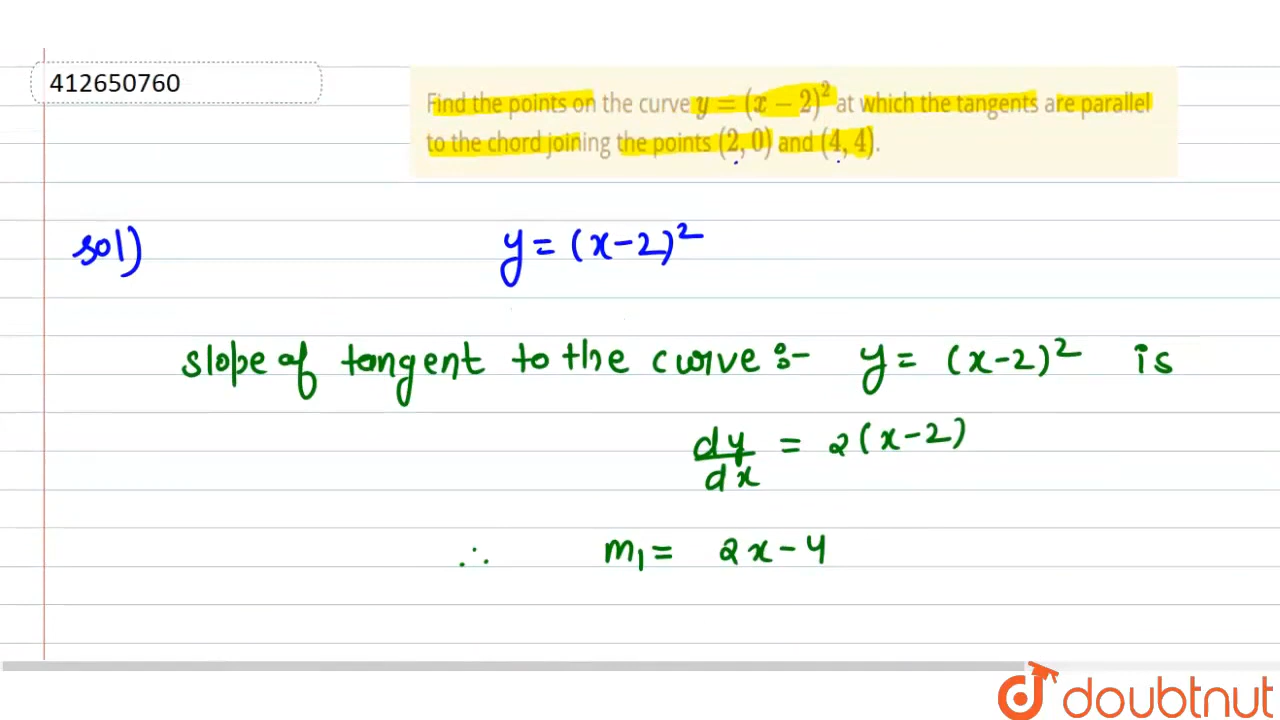 412650760
Find the points on the curve y = (x − 2)² at which the tangents are parallel
to the chord joining the points (2, 0) and (4, 4).
sol) y = (x-2)²
slope of tangent to the curve :- y = (x-2)² is
dy/dx = 2(x-2)
∴ m₁ = 2x-4
doubtnut